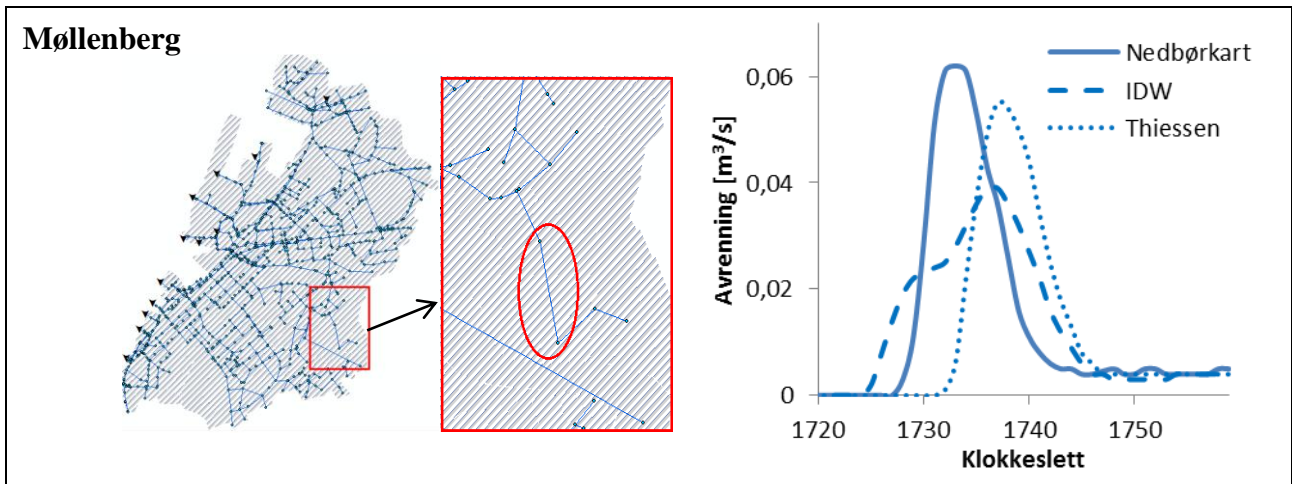 Møllenberg
Nedbørkart
IDW
Thiessen
Avrenning [m³/s]
0,06
0,04
0,02
0
1720 1730 1740 1750
Klokkeslett